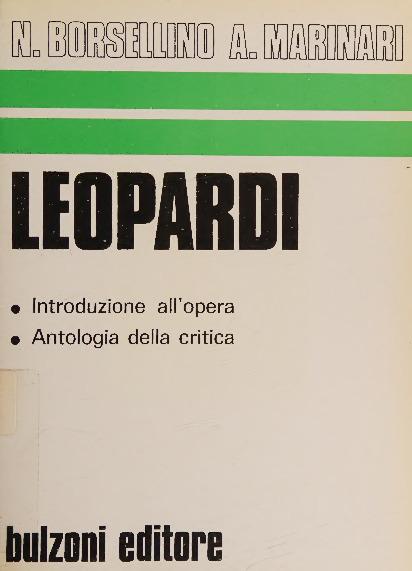 N. BORSELLINO A. MARINARI
LEOPARDI
• Introduzione all'opera
• Antologia della critica
bulzoni editore